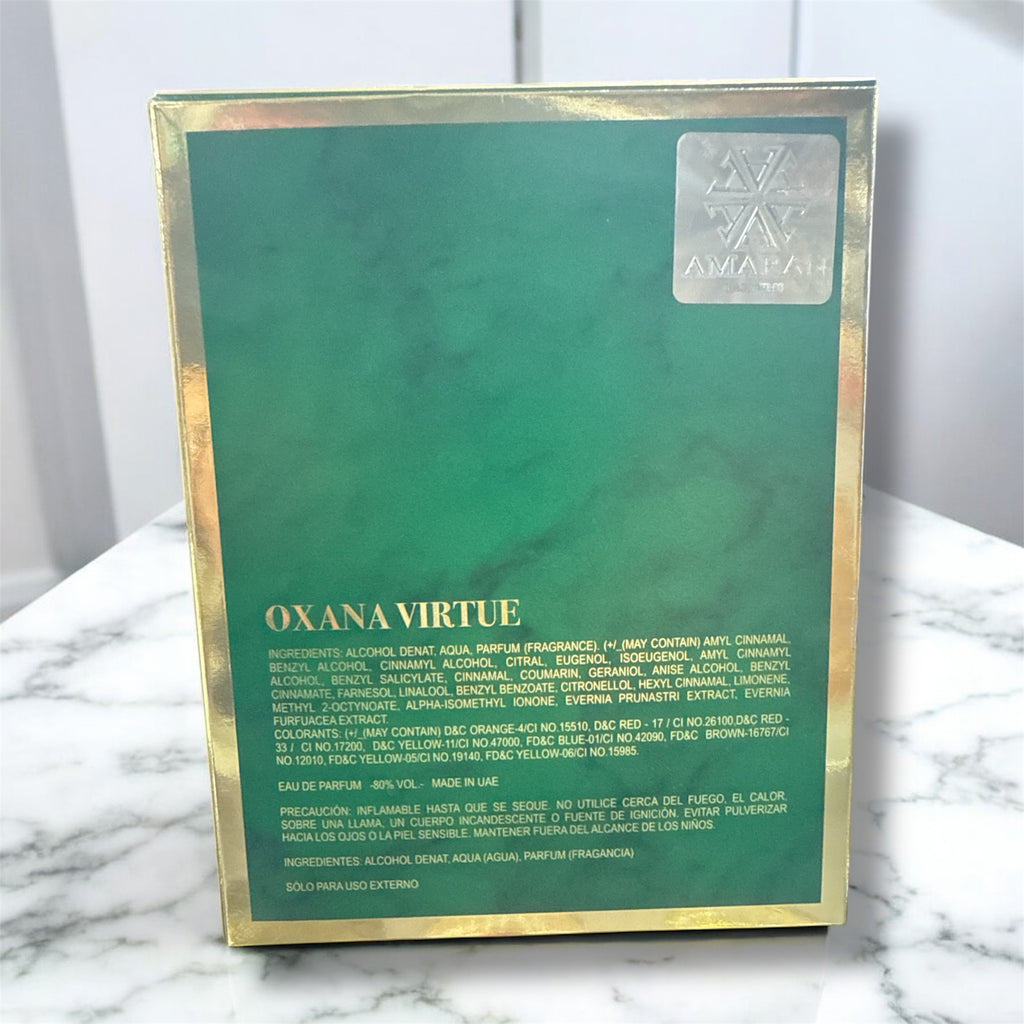 AMARAN
OXANA VIRTUE
INGREDIENTS: ALCOHOL DENAT, AQUA, PARFUM (FRAGRANCE). (+/_(MAY CONTAIN) AMYL CINNAMAL,
BENZYL ALCOHOL, CINNAMYL ALCOHOL, CITRAL, EUGENOL, ISOEUGENOL, AMYL CINNAMYL
ALCOHOL, BENZYL SALICYLATE, CINNAMAL, COUMARIN, GERANIOL, ANISE ALCOHOL, BENZYL
CINNAMATE, FARNESOL, LINALOOL, BENZYL BENZOATE, CITRONELLOL, HEXYL CINNAMAL, LIMONENE,
METHYL 2-OCTYNOATE, ALPHA-ISOMETHYL IONONE, EVERNIA PRUNASTRI EXTRACT, EVERNIA
FURFUACEA EXTRACT.
COLORANTS: (+/_(MAY CONTAIN) D&C ORANGE-4/CI NO.15510, D&C RED - 17 / CI NO.26100,D&C RED -
33 / CI NO.17200, D&C YELLOW-11/CI NO.47000, FD&C BLUE-01/CI NO.42090, FD&C BROWN-16767/CI
NO.12010, FD&C YELLOW-05/CI NO.19140, FD&C YELLOW-06/CI NO.15985.
EAU DE PARFUM -80% VOL.- MADE IN UAE
PRECAUCIÓN: INFLAMABLE HASTA QUE SE SEQUE. NO UTILICE CERCA DEL FUEGO, EL CALOR,
SOBRE UNA LLAMA, UN CUERPO INCANDESCENTE O FUENTE DE IGNICIÓN. EVITAR PULVERIZAR
HACIA LOS OJOS O LA PIEL SENSIBLE. MANTENER FUERA DEL ALCANCE DE LOS NIÑOS.
INGREDIENTES: ALCOHOL DENAT, AQUA (AGUA), PARFUM (FRAGANCIA)
SÓLO PARA USO EXTERNO